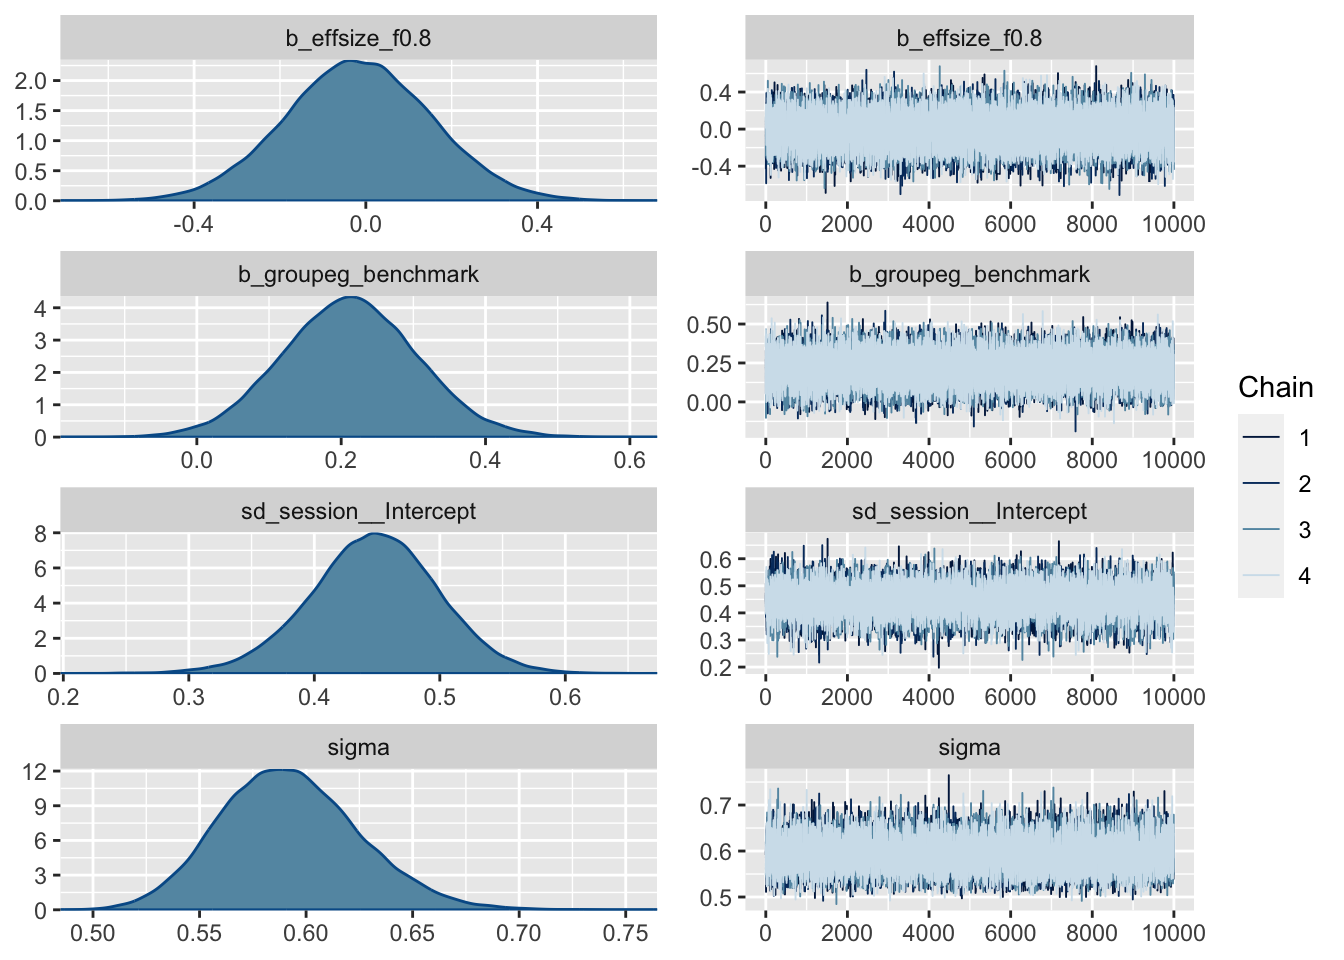 b_effsize_f0.8
b_effsize_f0.8
2.0
1.5
1.0
0.5
0.0
-0.4 0.0 0.4
0.4
0.0
-0.4
0 2000 4000 6000 8000 10000
b_groupeg_benchmark
b_groupeg_benchmark
4
3
2
1
0
0.0 0.2 0.4 0.6
0.50
0.25
0.00
0 2000 4000 6000 8000 10000
sd_session__Intercept
sd_session__Intercept
8
6
4
2
0
0.2 0.3 0.4 0.5 0.6
0.6
0.5
0.4
0.3
0.2
0 2000 4000 6000 8000 10000
sigma
sigma
12
9
6
3
0
0.50 0.55 0.60 0.65 0.70 0.75
0.7
0.6
0.5
0 2000 4000 6000 8000 10000
Chain
1
2
3
4